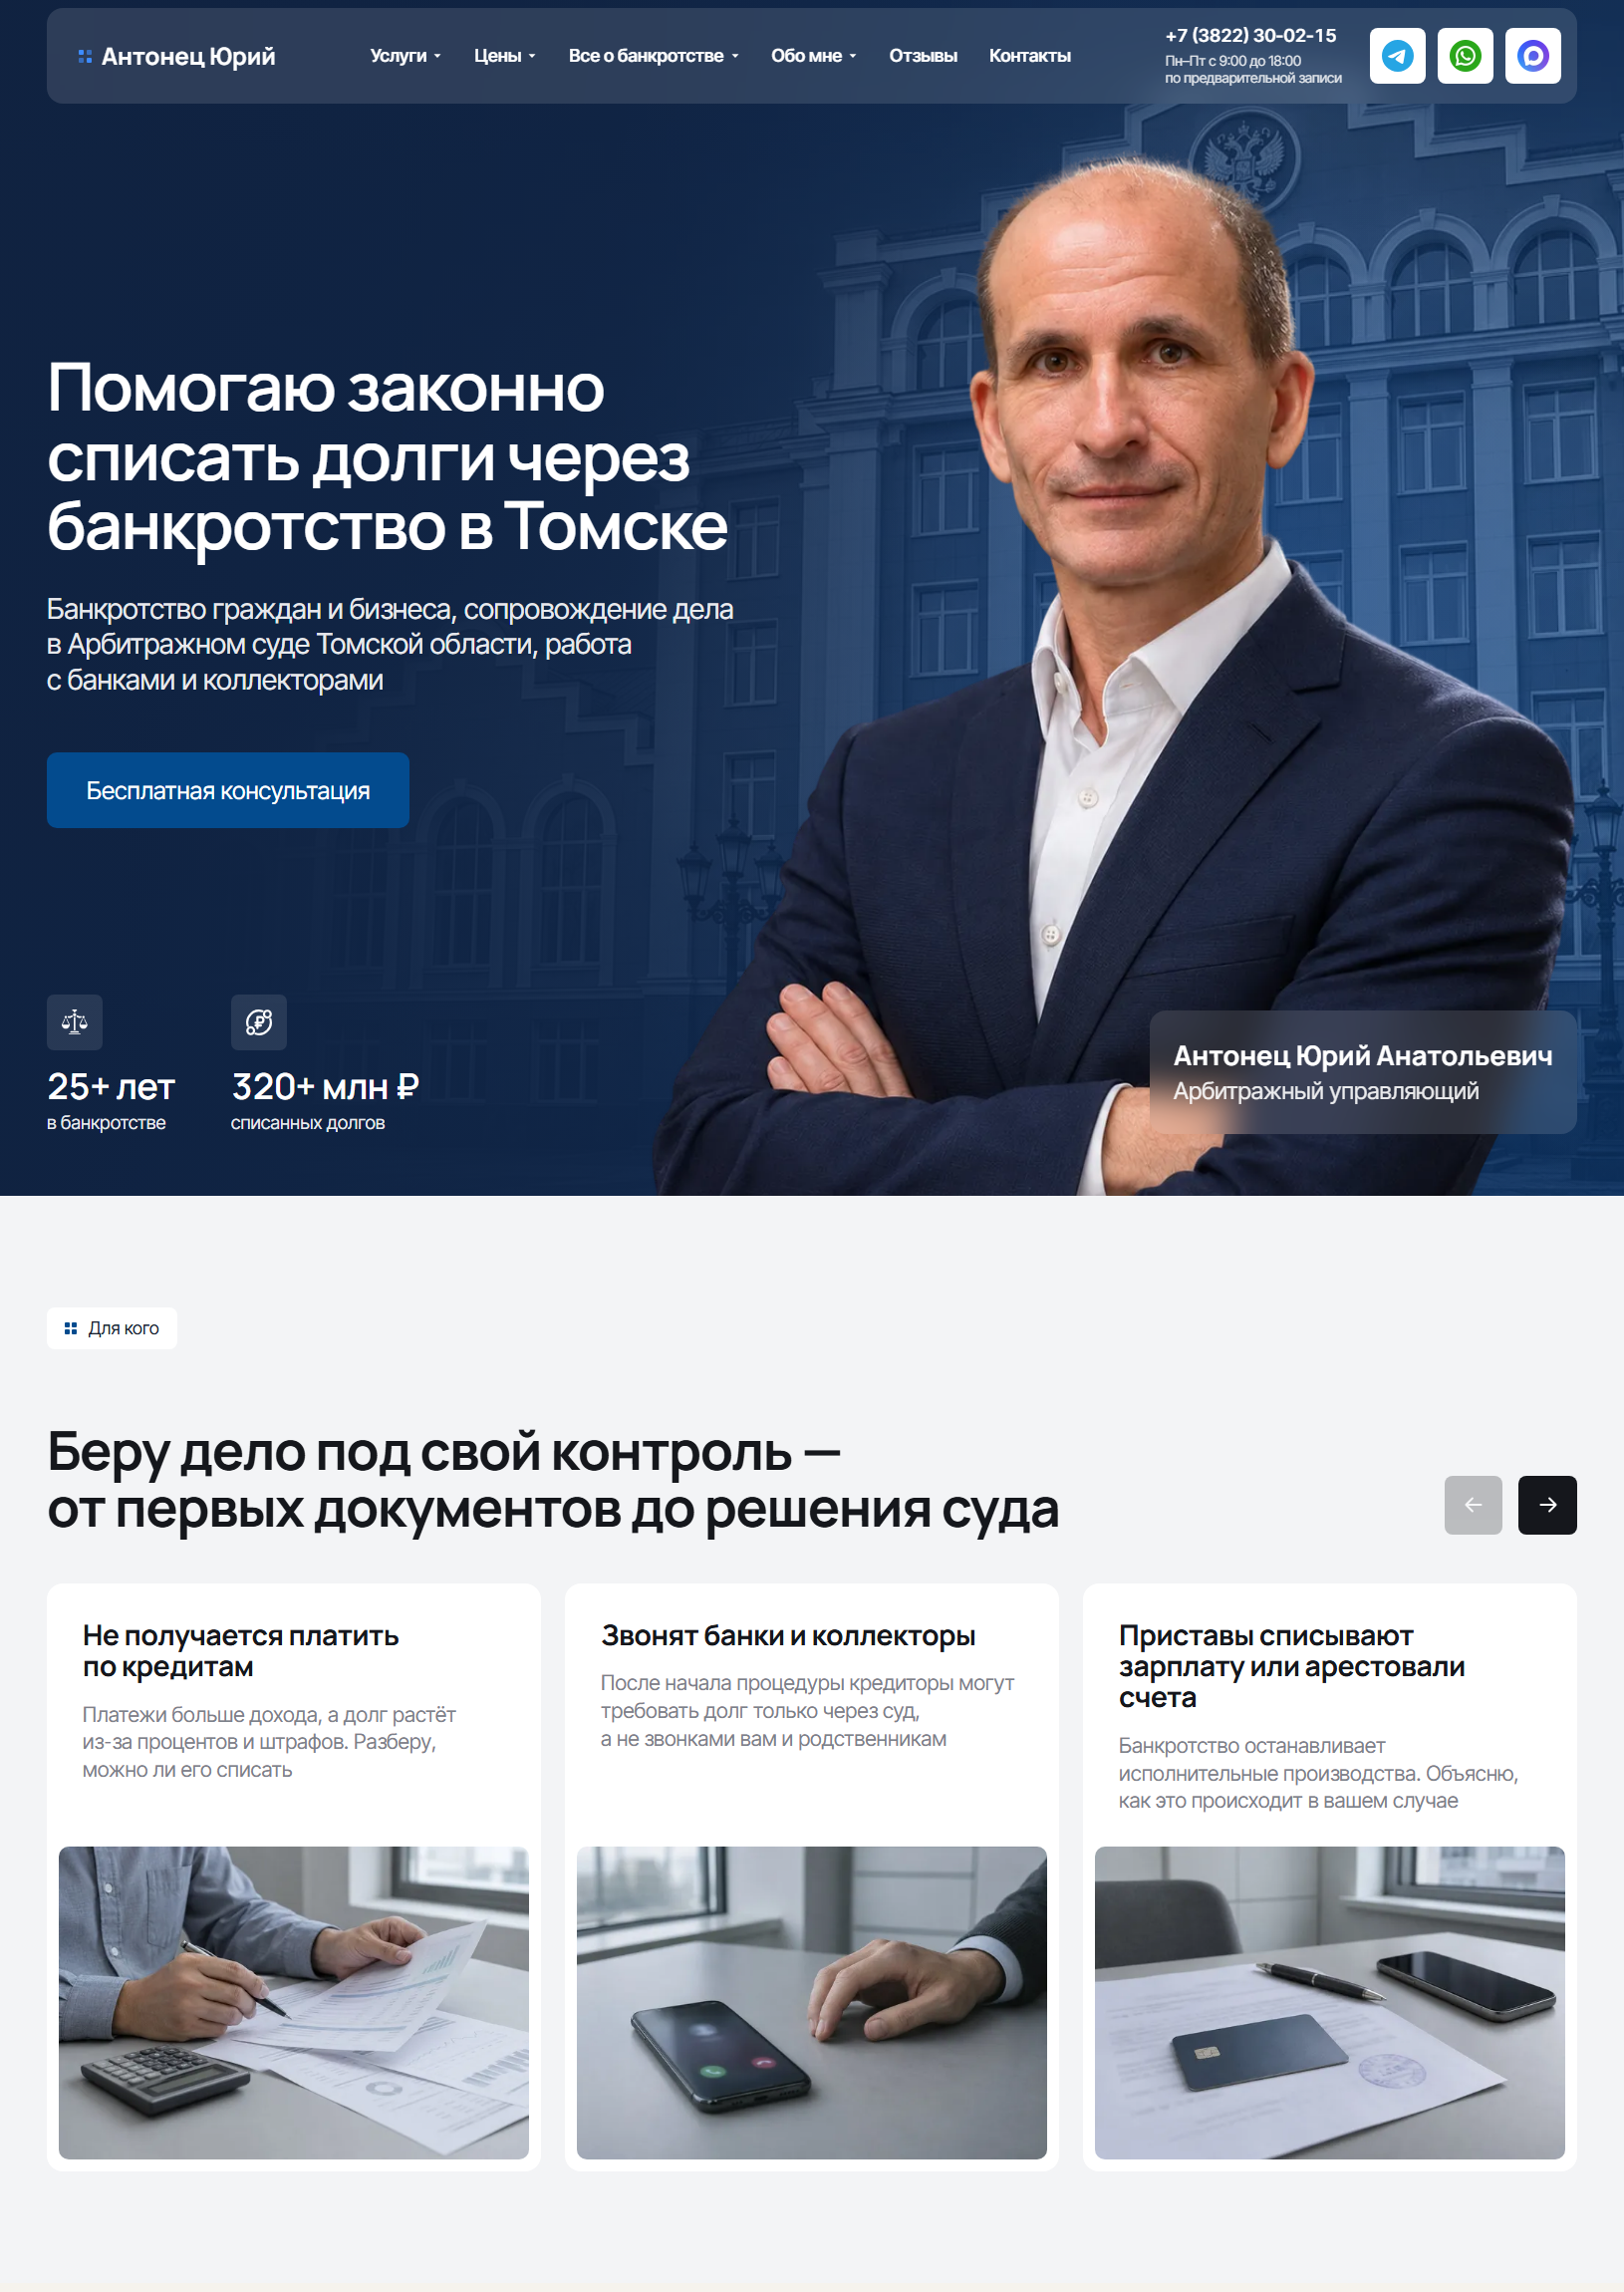 Антонец Юрий
Услуги
Цены
Все о банкротстве
Обо мне
Отзывы
Контакты
+7 (3822) 30-02-15
Пн–Пт с 9:00 до 18:00
по предварительной записи
Помогаю законно
списать долги через
банкротство в Томске
Банкротство граждан и бизнеса, сопровождение дела
в Арбитражном суде Томской области, работа
с банками и коллекторами
Бесплатная консультация
25+ лет
в банкротстве
320+ млн ₽
списанных долгов
Антонец Юрий Анатольевич
Арбитражный управляющий
Для кого
Беру дело под свой контроль —
от первых документов до решения суда
Не получается платить
по кредитам
Платежи больше дохода, а долг растёт
из-за процентов и штрафов. Разберу,
можно ли его списать
Звонят банки и коллекторы
После начала процедуры кредиторы могут
требовать долг только через суд,
а не звонками вам и родственникам
Приставы списывают
зарплату или арестовали
счета
Банкротство останавливает
исполнительные производства. Объясню,
как это происходит в вашем случае